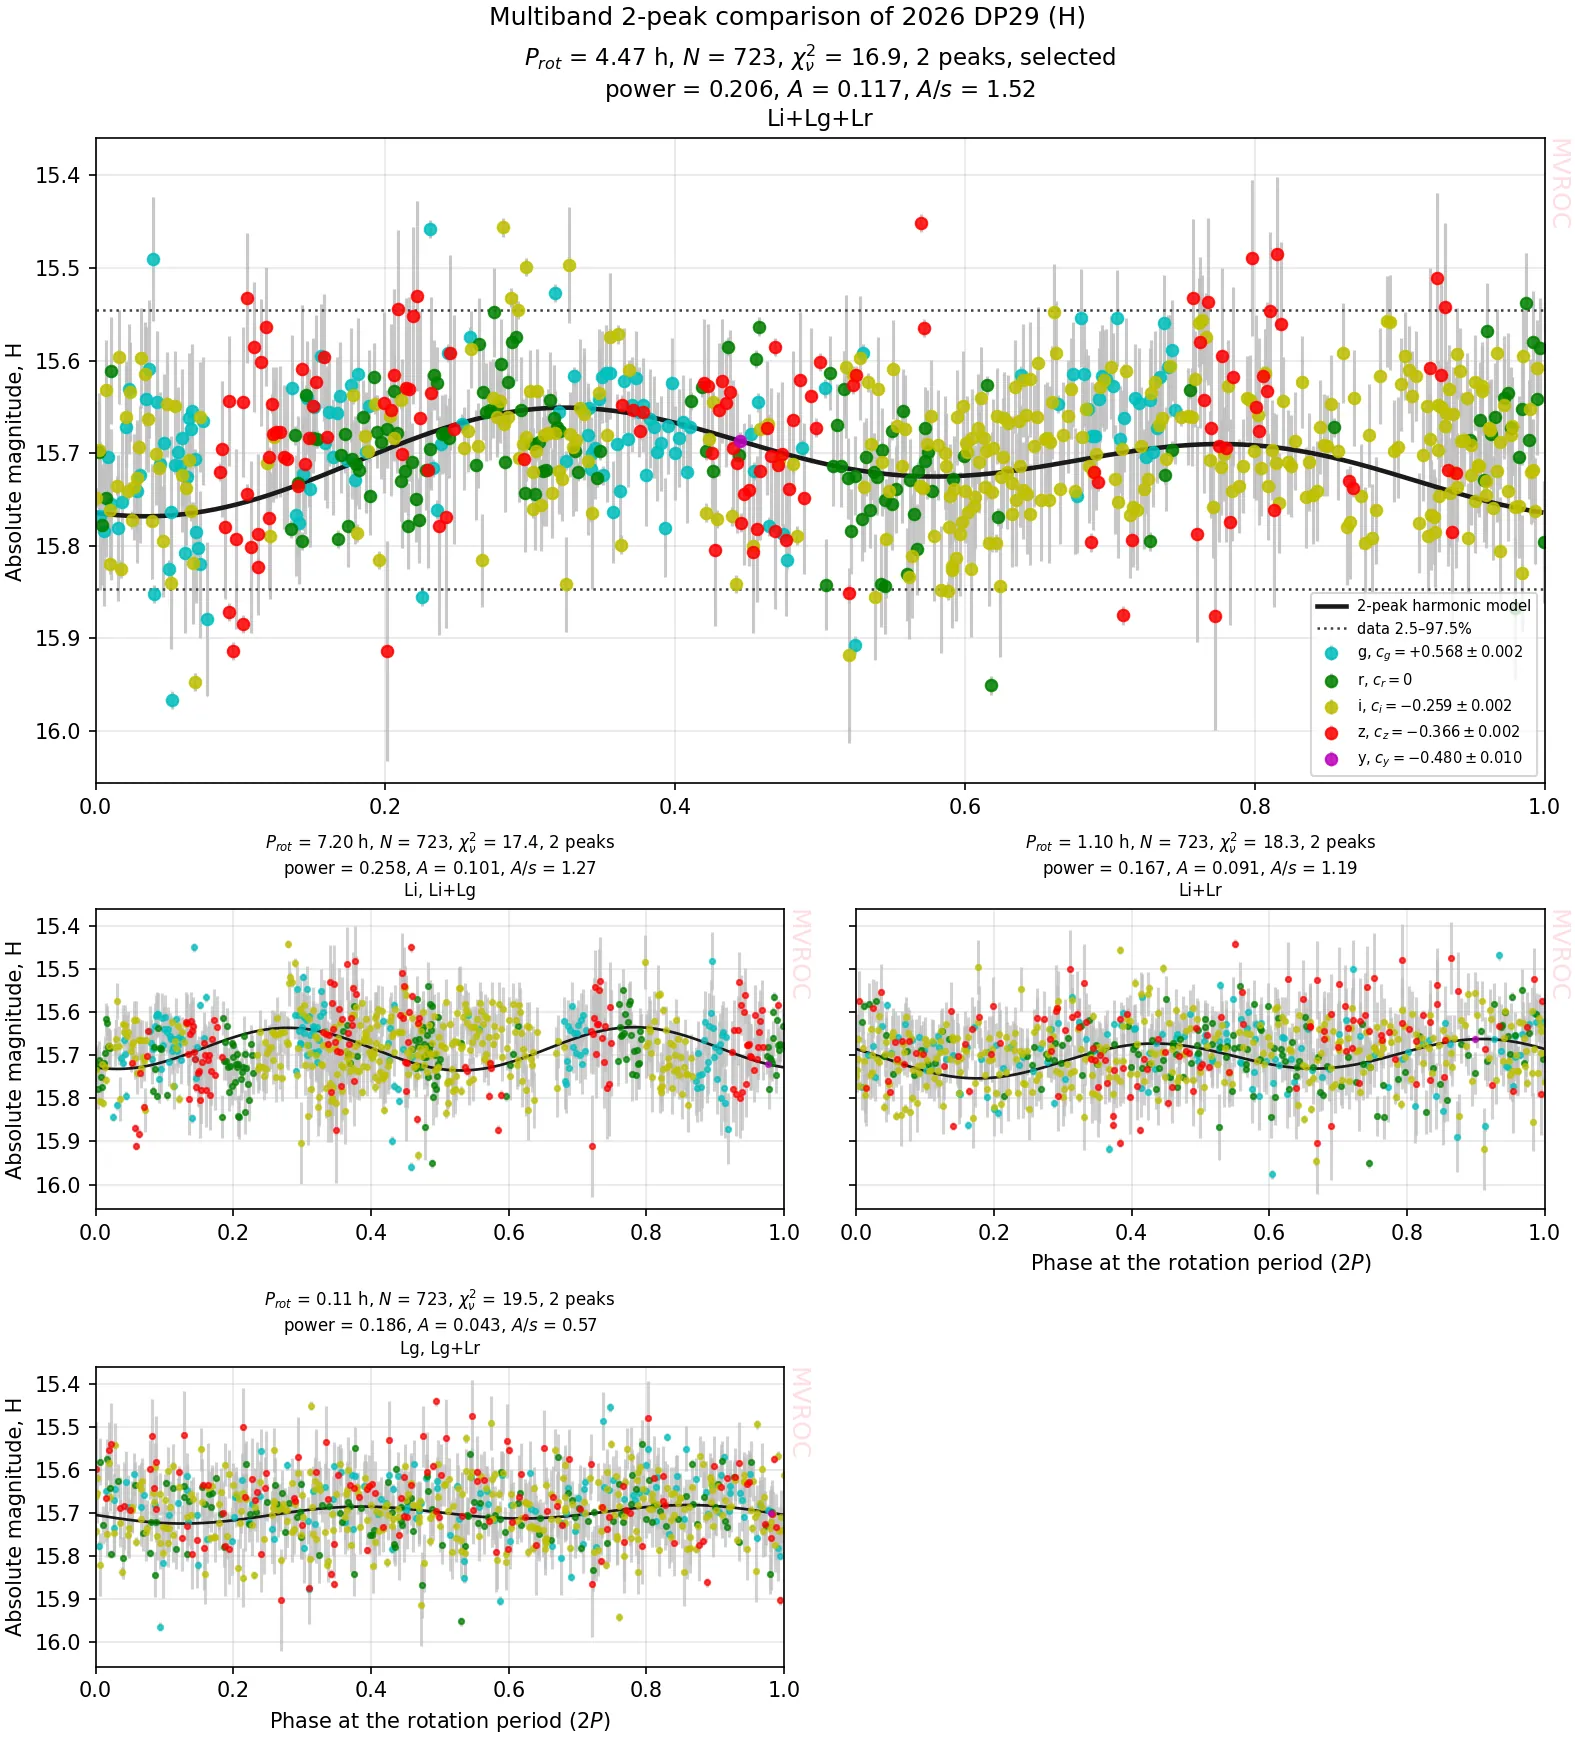 Multiband 2-peak comparison of 2026 DP29 (H)
P_rot = 4.47 h, N = 723, χ²_ν = 16.9, 2 peaks, selected
power = 0.206, A = 0.117, A/s = 1.52
Li+Lg+Lr
MVROC
Absolute magnitude, H
15.4
15.5
15.6
15.7
15.8
15.9
16.0
2-peak harmonic model
data 2.5–97.5%
g, c_g = +0.568 ± 0.002
r, c_r = 0
i, c_i = −0.259 ± 0.002
z, c_z = −0.366 ± 0.002
y, c_y = −0.480 ± 0.010
0.0 0.2 0.4 0.6 0.8 1.0
P_rot = 7.20 h, N = 723, χ²_ν = 17.4, 2 peaks
power = 0.258, A = 0.101, A/s = 1.27
Li, Li+Lg
MVROC
Absolute magnitude, H
15.4
15.5
15.6
15.7
15.8
15.9
16.0
0.0 0.2 0.4 0.6 0.8 1.0
P_rot = 1.10 h, N = 723, χ²_ν = 18.3, 2 peaks
power = 0.167, A = 0.091, A/s = 1.19
Li+Lr
MVROC
0.0 0.2 0.4 0.6 0.8 1.0
Phase at the rotation period (2P)
P_rot = 0.11 h, N = 723, χ²_ν = 19.5, 2 peaks
power = 0.186, A = 0.043, A/s = 0.57
Lg, Lg+Lr
MVROC
Absolute magnitude, H
15.4
15.5
15.6
15.7
15.8
15.9
16.0
0.0 0.2 0.4 0.6 0.8 1.0
Phase at the rotation period (2P)